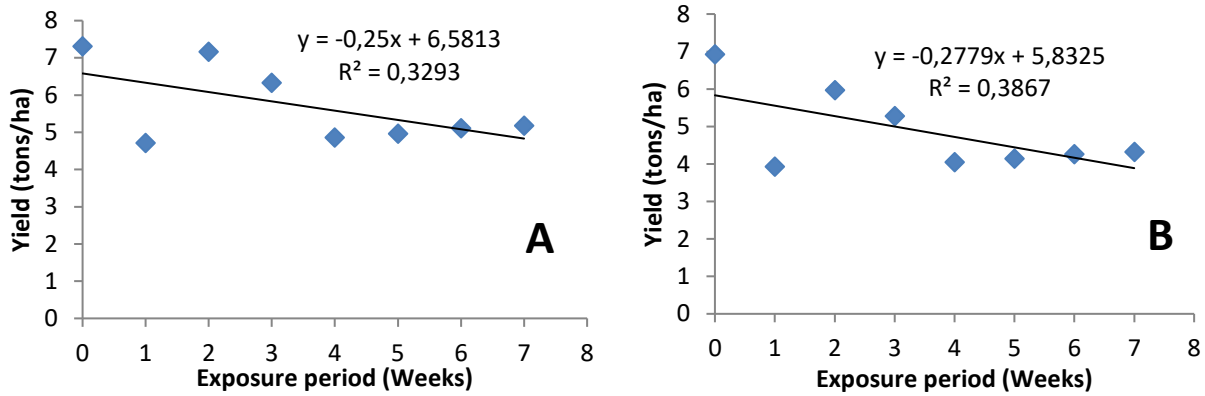 Yield (tons/ha)
8
7
6
5
4
3
2
1
0
y = -0,25x + 6,5813
R² = 0,3293
A
0 1 2 3 4 5 6 7 8
Exposure period (Weeks)
Yield (tons/ha)
8
7
6
5
4
3
2
1
0
y = -0,2779x + 5,8325
R² = 0,3867
B
0 1 2 3 4 5 6 7 8
Exposure period (Weeks)